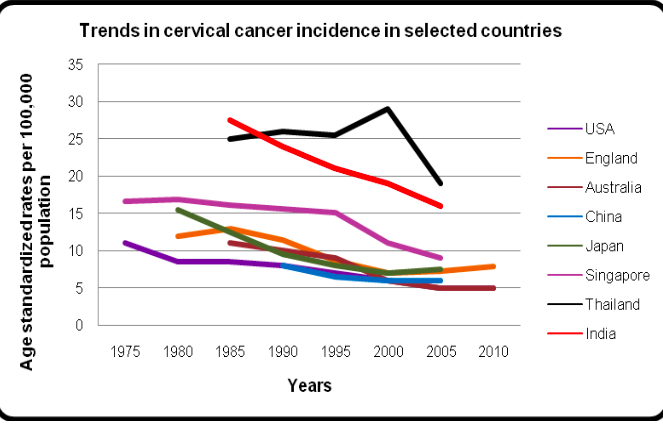 Trends in cervical cancer incidence in selected countries
Age standardized rates per 100,000
population
35
30
25
20
15
10
5
0
1975 1980 1985 1990 1995 2000 2005 2010
Years
USA
England
Australia
China
Japan
Singapore
Thailand
India